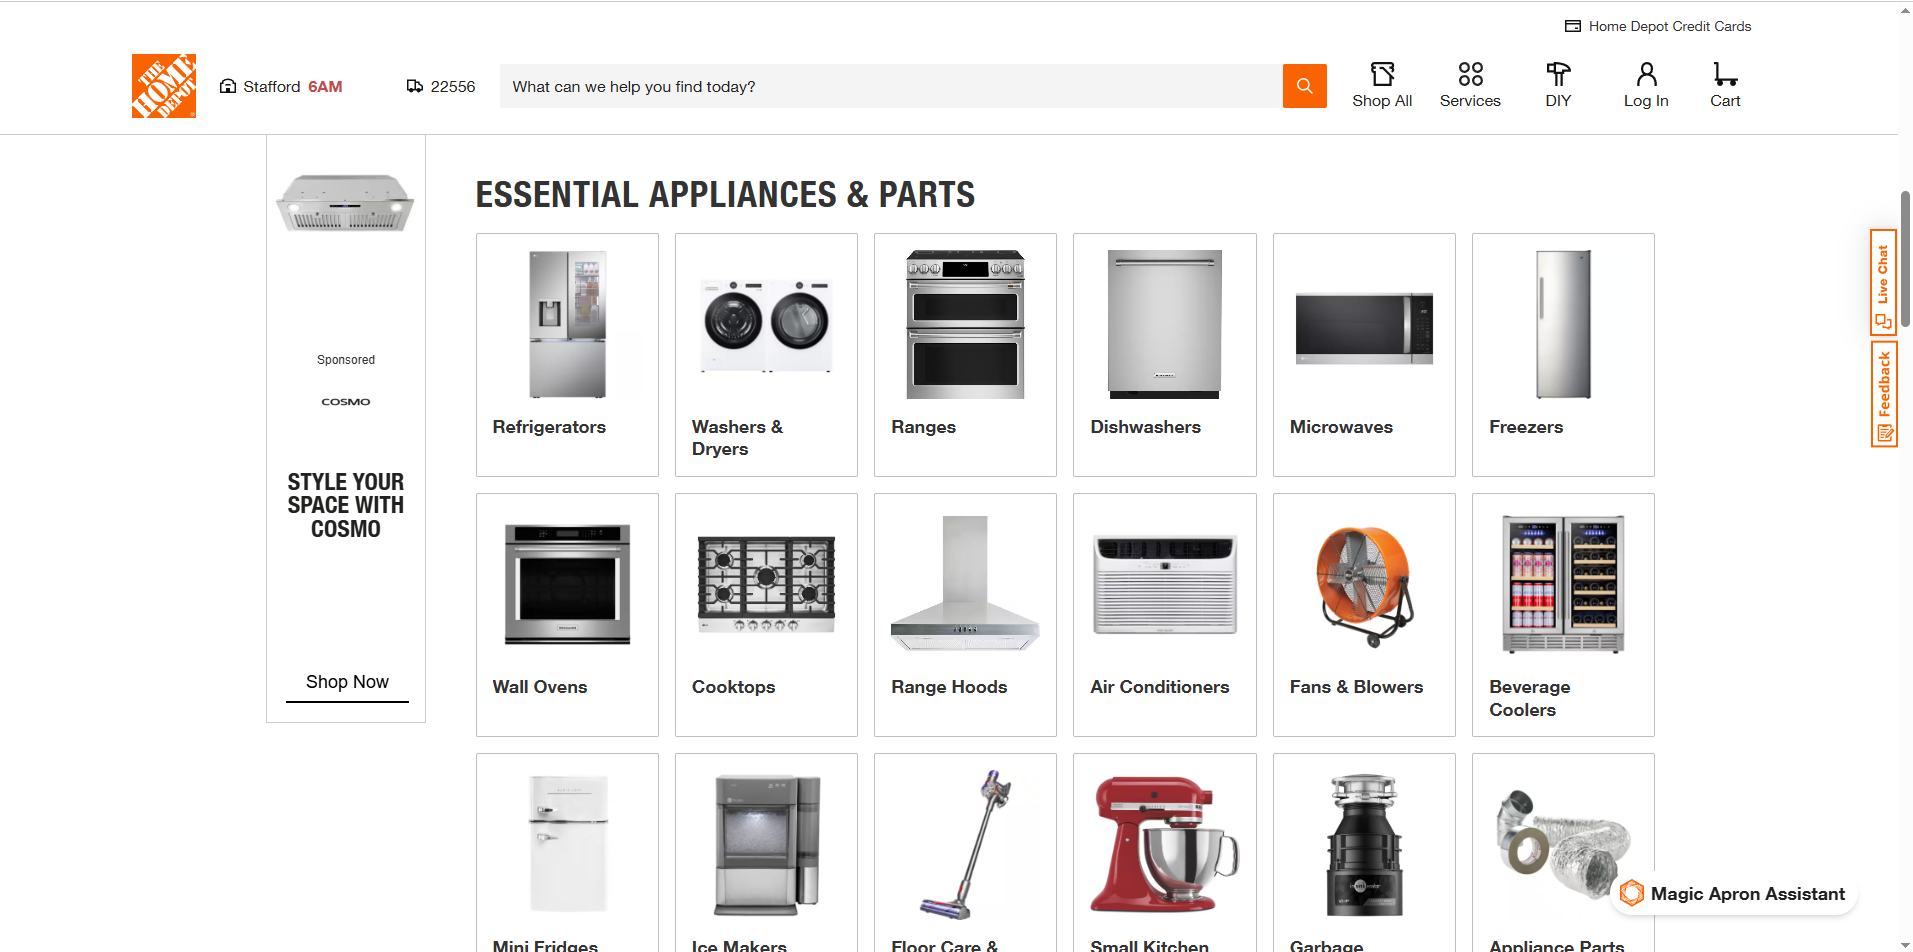 Home Depot Credit Cards
THE HOME DEPOT
Stafford 6AM
22556
What can we help you find today?
Shop All
Services
DIY
Log In
Cart
Sponsored
COSMO
STYLE YOUR
SPACE WITH
COSMO
Shop Now
ESSENTIAL APPLIANCES & PARTS
Refrigerators
Washers &
Dryers
Ranges
Dishwashers
Microwaves
Freezers
Wall Ovens
Cooktops
Range Hoods
Air Conditioners
Fans & Blowers
Beverage
Coolers
Mini Fridges
Ice Makers
Floor Care &
Small Kitchen
Garbage
Appliance Parts
Live Chat
Feedback
Magic Apron Assistant